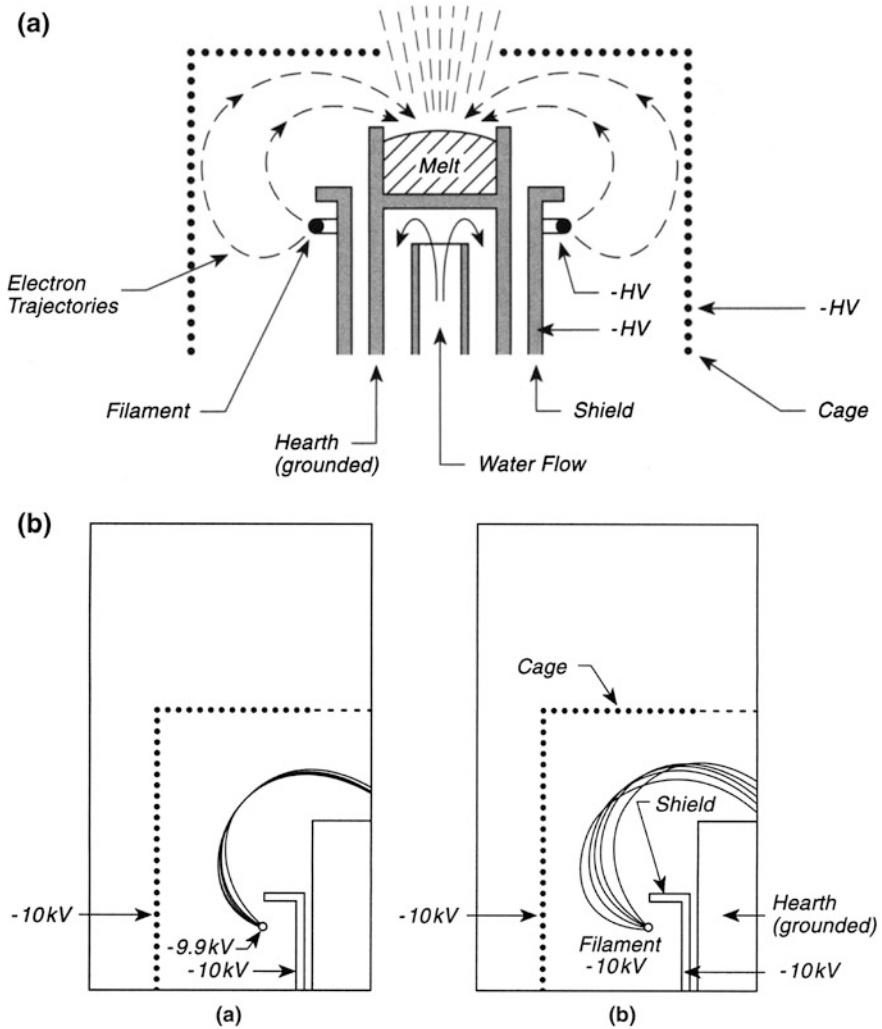 (a)
Melt
Electron
Trajectories
-HV
-HV
-HV
Filament
Shield
Cage
Hearth
(grounded)
Water Flow
(b)
Cage
Shield
-10kV
-10kV
Hearth
(grounded)
-9.9kV
Filament
-10kV
-10kV
-10kV
(a)
(b)